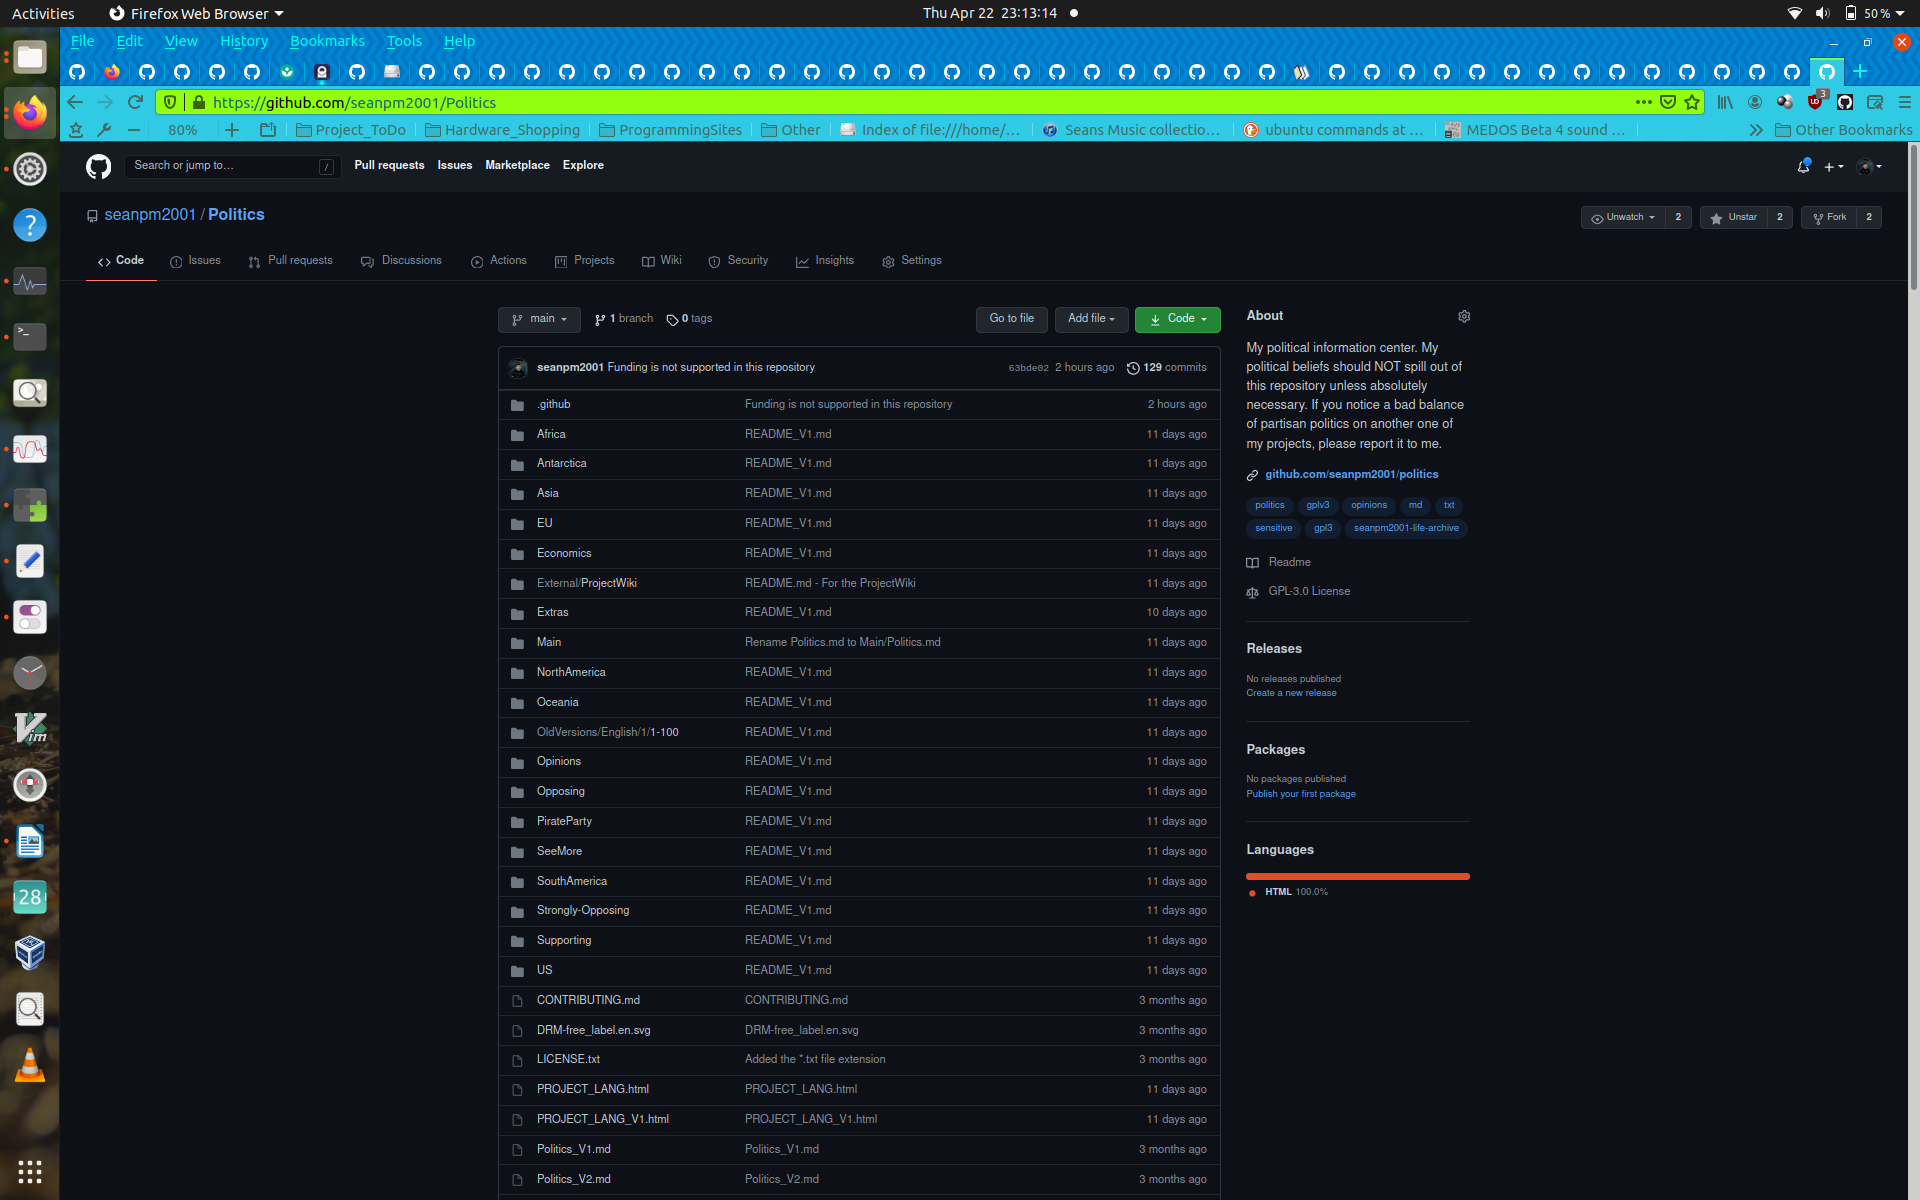 Activities Firefox Web Browser Thu Apr 22 23:13:14 50 %
File Edit View History Bookmarks Tools Help
https://github.com/seanpm2001/Politics 3
80% Project_ToDo Hardware_Shopping ProgrammingSites Other Index of file:///home/... Seans Music collectio... ubuntu commands at ... MEDOS Beta 4 sound ... Other Bookmarks
Search or jump to... / Pull requests Issues Marketplace Explore
seanpm2001 / Politics Unwatch 2 Unstar 2 Fork 2
Code Issues Pull requests Discussions Actions Projects Wiki Security Insights Settings
main 1 branch 0 tags Go to file Add file Code
seanpm2001 Funding is not supported in this repository 63bde02 2 hours ago 129 commits
.github Funding is not supported in this repository 2 hours ago
Africa README_V1.md 11 days ago
Antarctica README_V1.md 11 days ago
Asia README_V1.md 11 days ago
EU README_V1.md 11 days ago
Economics README_V1.md 11 days ago
External/ProjectWiki README.md - For the ProjectWiki 11 days ago
Extras README_V1.md 10 days ago
Main Rename Politics.md to Main/Politics.md 11 days ago
NorthAmerica README_V1.md 11 days ago
Oceania README_V1.md 11 days ago
OldVersions/English/1/1-100 README_V1.md 11 days ago
Opinions README_V1.md 11 days ago
Opposing README_V1.md 11 days ago
PirateParty README_V1.md 11 days ago
SeeMore README_V1.md 11 days ago
SouthAmerica README_V1.md 11 days ago
Strongly-Opposing README_V1.md 11 days ago
Supporting README_V1.md 11 days ago
US README_V1.md 11 days ago
CONTRIBUTING.md CONTRIBUTING.md 3 months ago
DRM-free_label.en.svg DRM-free_label.en.svg 3 months ago
LICENSE.txt Added the *.txt file extension 3 months ago
PROJECT_LANG.html PROJECT_LANG.html 11 days ago
PROJECT_LANG_V1.html PROJECT_LANG_V1.html 11 days ago
Politics_V1.md Politics_V1.md 3 months ago
Politics_V2.md Politics_V2.md 3 months ago
About
My political information center. My
political beliefs should NOT spill out of
this repository unless absolutely
necessary. If you notice a bad balance
of partisan politics on another one of
my projects, please report it to me.
github.com/seanpm2001/politics
politics gplv3 opinions md txt
sensitive gpl3 seanpm2001-life-archive
Readme
GPL-3.0 License
Releases
No releases published
Create a new release
Packages
No packages published
Publish your first package
Languages
HTML 100.0%
?
>_
Vim
28